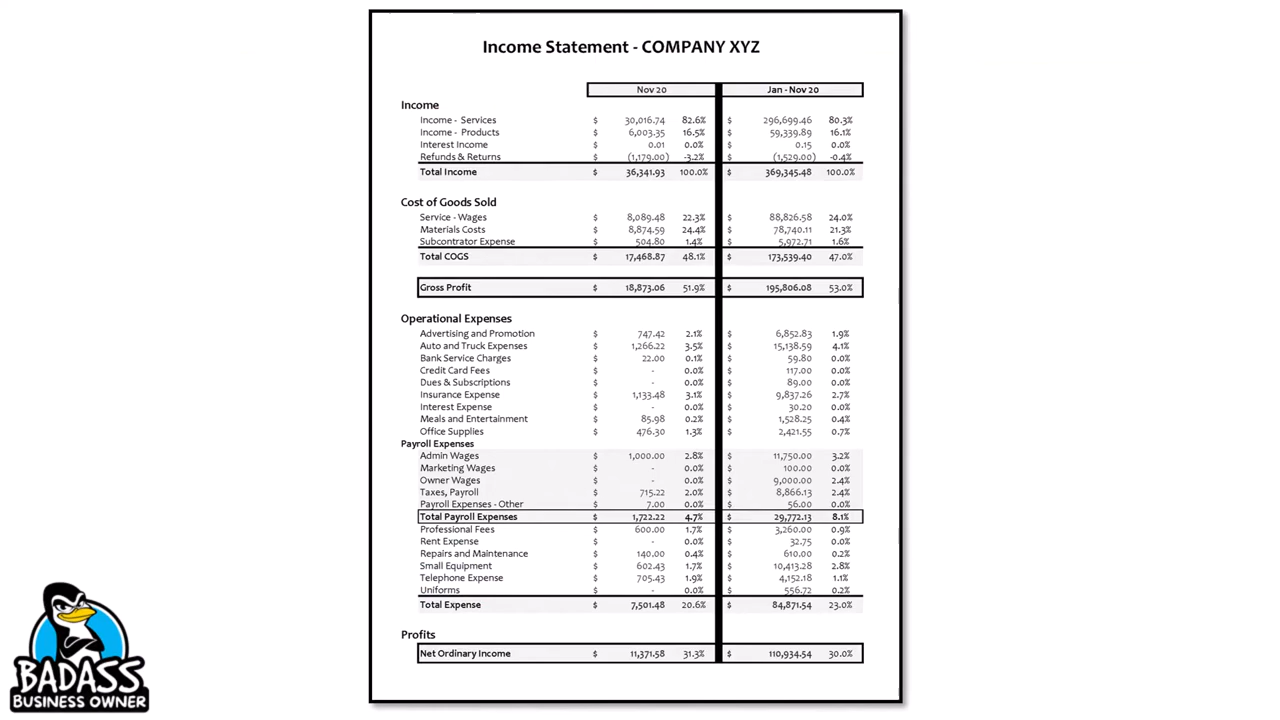 Income Statement - COMPANY XYZ
Nov 20 Jan - Nov 20
Income
Income - Services $ 30,016.74 82.6% $ 296,699.46 80.3%
Income - Products $ 6,003.35 16.5% $ 59,339.89 16.1%
Interest Income $ 0.01 0.0% $ 0.15 0.0%
Refunds & Returns $ (1,179.00) -3.2% $ (1,529.00) -0.4%
Total Income $ 36,341.93 100.0% $ 369,345.48 100.0%
Cost of Goods Sold
Service - Wages $ 8,089.48 22.3% $ 88,826.58 24.0%
Materials Costs $ 8,874.59 24.4% $ 78,740.11 21.3%
Subcontrator Expense $ 504.80 1.4% $ 5,972.71 1.6%
Total COGS $ 17,468.87 48.1% $ 173,539.40 47.0%
Gross Profit $ 18,873.06 51.9% $ 195,806.08 53.0%
Operational Expenses
Advertising and Promotion $ 747.42 2.1% $ 6,852.83 1.9%
Auto and Truck Expenses $ 1,266.22 3.5% $ 15,138.59 4.1%
Bank Service Charges $ 22.00 0.1% $ 59.80 0.0%
Credit Card Fees $ - 0.0% $ 117.00 0.0%
Dues & Subscriptions $ - 0.0% $ 89.00 0.0%
Insurance Expense $ 1,133.48 3.1% $ 9,837.26 2.7%
Interest Expense $ - 0.0% $ 30.20 0.0%
Meals and Entertainment $ 85.98 0.2% $ 1,528.25 0.4%
Office Supplies $ 476.30 1.3% $ 2,421.55 0.7%
Payroll Expenses
Admin Wages $ 1,000.00 2.8% $ 11,750.00 3.2%
Marketing Wages $ - 0.0% $ 100.00 0.0%
Owner Wages $ - 0.0% $ 9,000.00 2.4%
Taxes, Payroll $ 715.22 2.0% $ 8,866.13 2.4%
Payroll Expenses - Other $ 7.00 0.0% $ 56.00 0.0%
Total Payroll Expenses $ 1,722.22 4.7% $ 29,772.13 8.1%
Professional Fees $ 600.00 1.7% $ 3,260.00 0.9%
Rent Expense $ - 0.0% $ 32.75 0.0%
Repairs and Maintenance $ 140.00 0.4% $ 610.00 0.2%
Small Equipment $ 602.43 1.7% $ 10,413.28 2.8%
Telephone Expense $ 705.43 1.9% $ 4,152.18 1.1%
Uniforms $ - 0.0% $ 556.72 0.2%
Total Expense $ 7,501.48 20.6% $ 84,871.54 23.0%
Profits
Net Ordinary Income $ 11,371.58 31.3% $ 110,934.54 30.0%
BADASS
BUSINESS OWNER